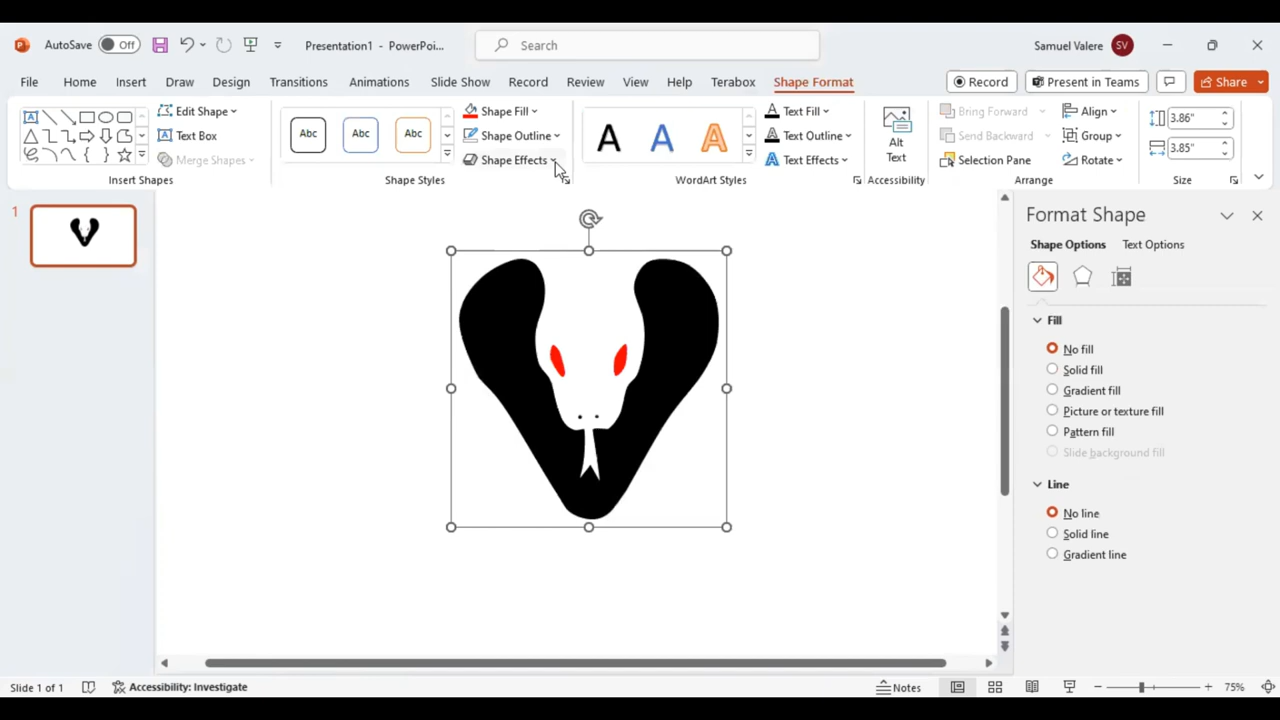 AutoSave Off Presentation1 - PowerPoi... Search Samuel Valere SV
File Home Insert Draw Design Transitions Animations Slide Show Record Review View Help Terabox Shape Format Record Present in Teams Share
Edit Shape
Text Box
Merge Shapes
Insert Shapes
Abc Abc Abc
Shape Fill
Shape Outline
Shape Effects
Shape Styles
A A A
Text Fill
Text Outline
Text Effects
WordArt Styles
Alt
Text
Accessibility
Bring Forward
Send Backward
Selection Pane
Align
Group
Rotate
Arrange
3.86"
3.85"
Size
1
Format Shape
Shape Options Text Options
Fill
No fill
Solid fill
Gradient fill
Picture or texture fill
Pattern fill
Slide background fill
Line
No line
Solid line
Gradient line
Slide 1 of 1 Accessibility: Investigate Notes 75%